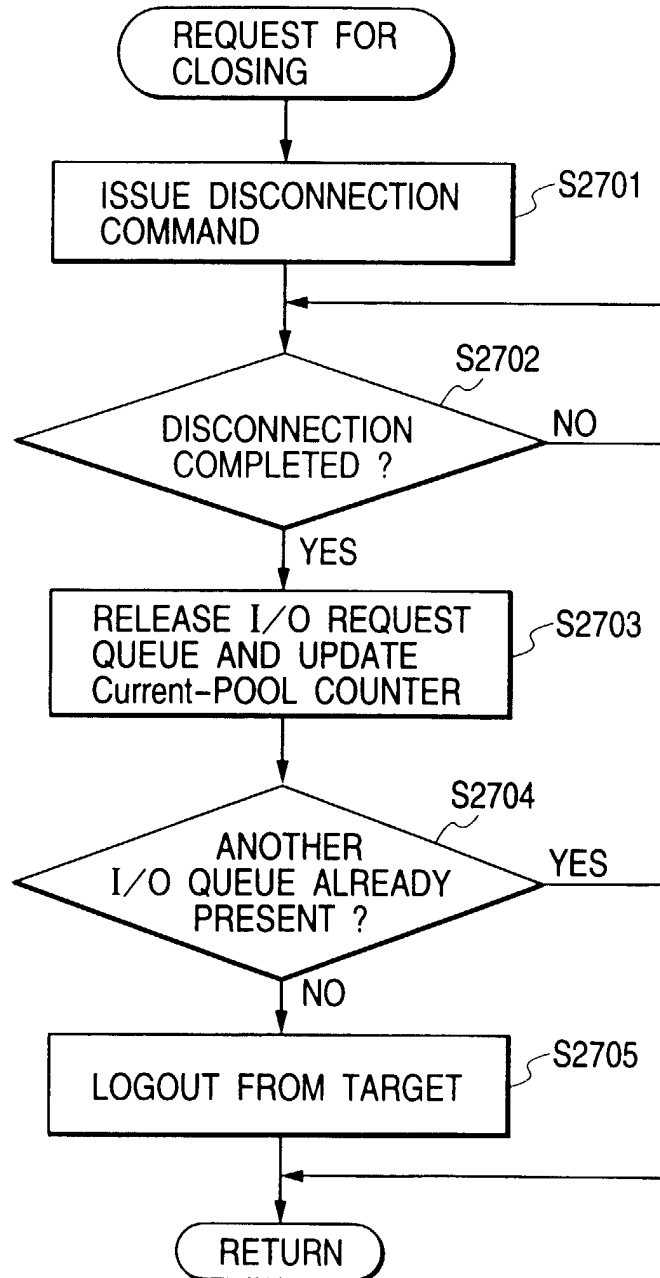 REQUEST FOR
CLOSING
ISSUE DISCONNECTION
COMMAND
S2701
S2702
DISCONNECTION
COMPLETED ?
NO
YES
RELEASE I/O REQUEST
QUEUE AND UPDATE
Current-POOL COUNTER
S2703
S2704
ANOTHER
I/O QUEUE ALREADY
PRESENT ?
YES
NO
LOGOUT FROM TARGET
S2705
RETURN